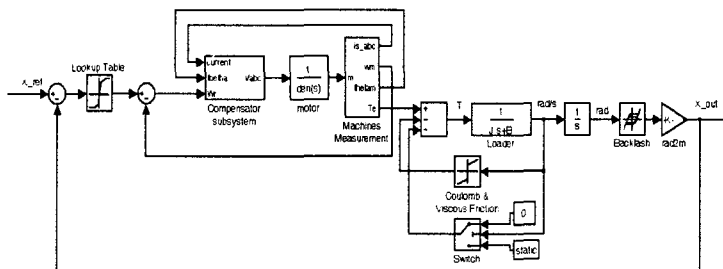 x_ref
Lookup Table
current
theta
Wr
Vabc
Compensator
subsystem
1
den(s)
motor
m
is_abc
wm
thetam
Te
Machines
Measurement
T
1
J.s+B
Loader
rad/s
1
s
rad
Backlash
-K-
rad2m
X_out
Coulomb &
Viscous Friction
0
static
Switch